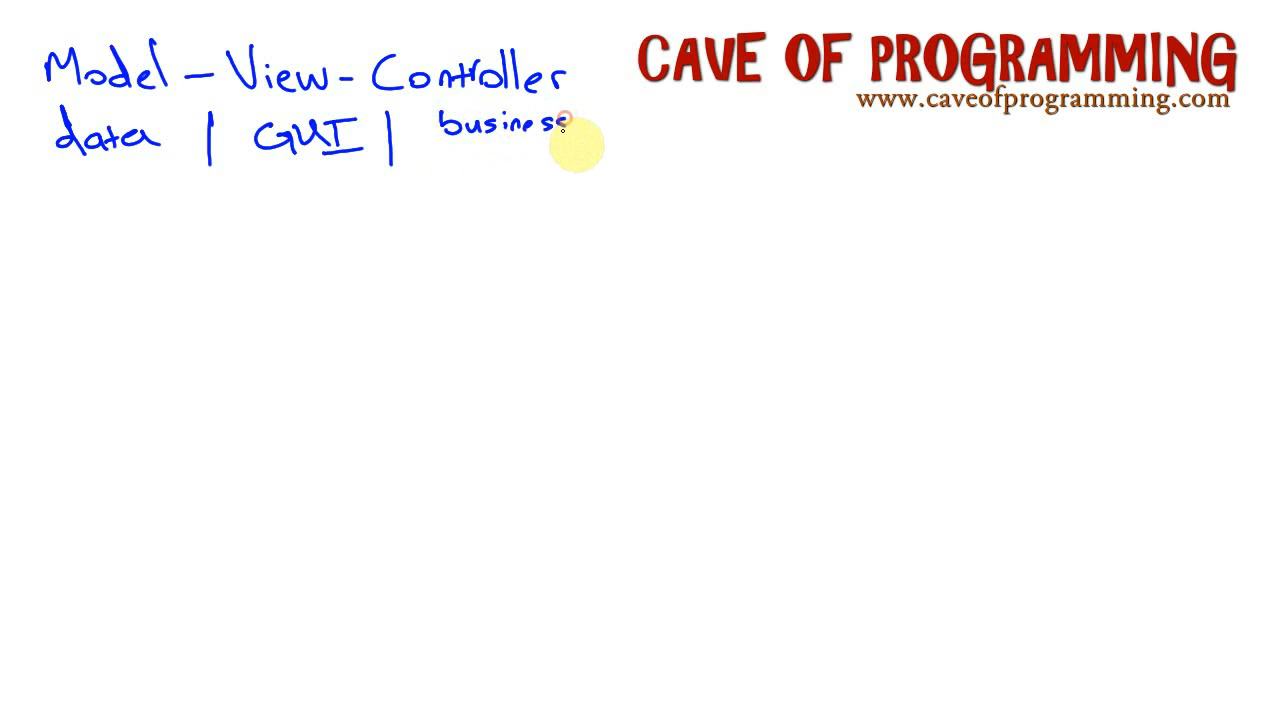 Model - View - Controller
CAVE OF PROGRAMMING
www.caveofprogramming.com
data | GUI | business